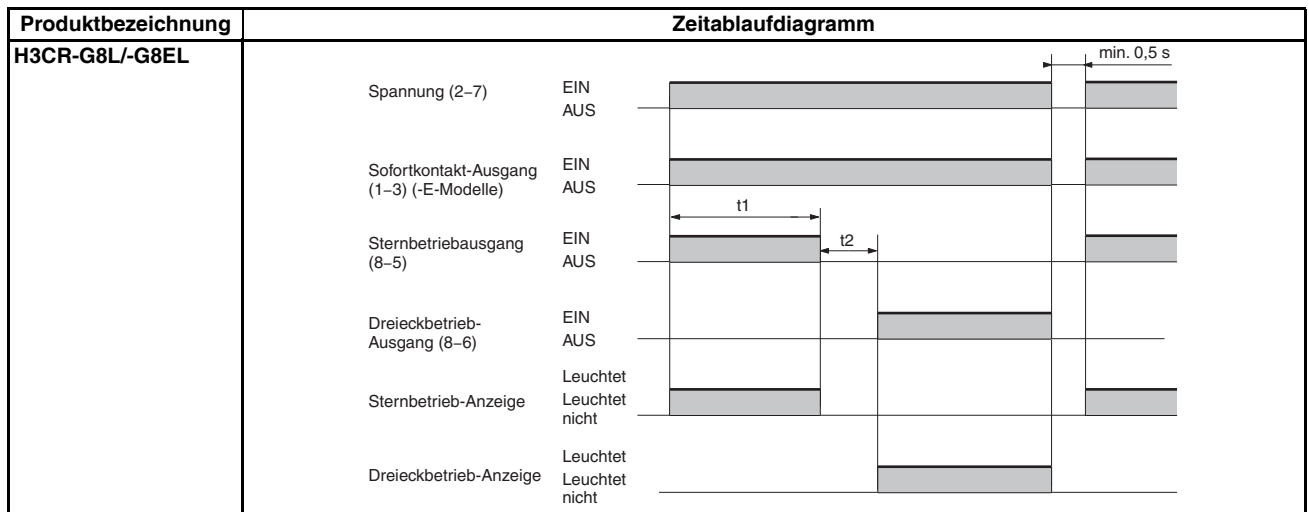 Produktbezeichnung Zeitablaufdiagramm
H3CR-G8L/-G8EL
min. 0,5 s
Spannung (2–7)
EIN
AUS
Sofortkontakt-Ausgang
(1–3) (-E-Modelle)
EIN
AUS
t1
Sternbetriebausgang
(8–5)
EIN
AUS
t2
Dreieckbetrieb-
Ausgang (8–6)
EIN
AUS
Sternbetrieb-Anzeige
Leuchtet
Leuchtet
nicht
Dreieckbetrieb-Anzeige
Leuchtet
Leuchtet
nicht